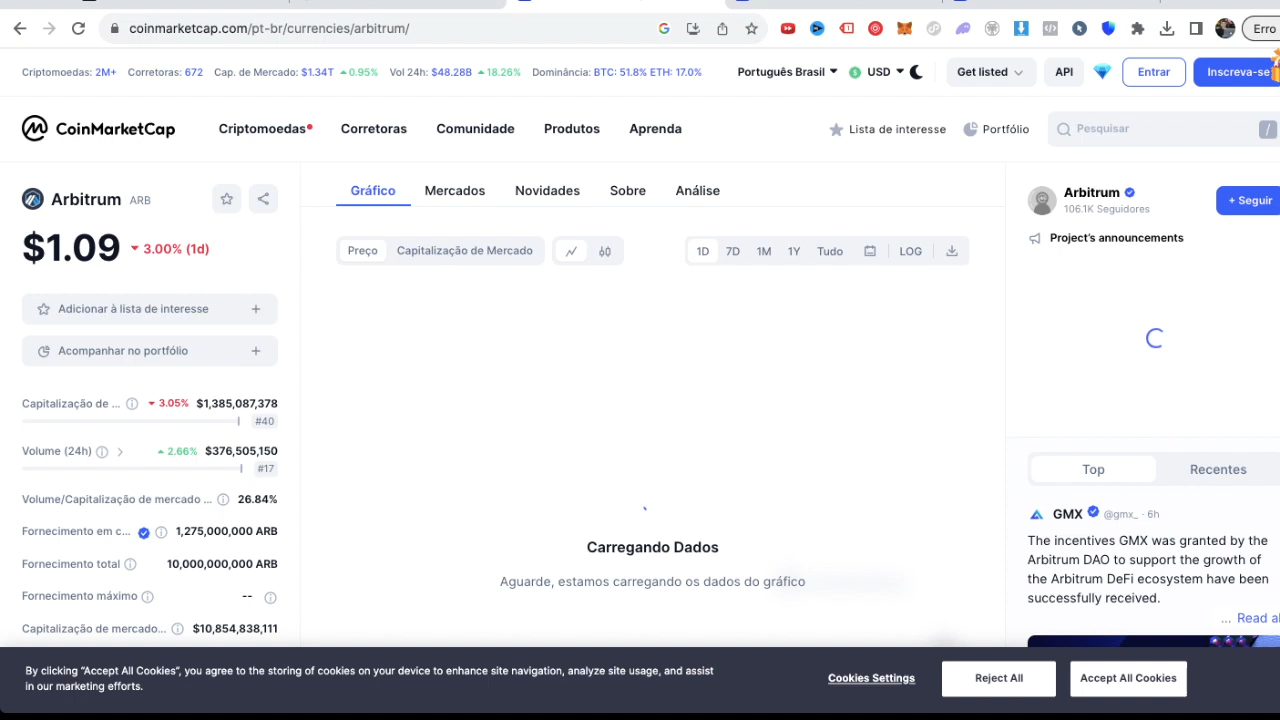 coinmarketcap.com/pt-br/currencies/arbitrum/
Erro
Criptomoedas: 2M+ Corretoras: 672 Cap. de Mercado: $1.34T 0.95% Vol 24h: $48.28B 18.26% Dominância: BTC: 51.8% ETH: 17.0%
Português Brasil USD Get listed API Entrar Inscreva-se
CoinMarketCap Criptomoedas Corretoras Comunidade Produtos Aprenda Lista de interesse Portfólio Pesquisar /
Arbitrum ARB
$1.09 3.00% (1d)
Adicionar à lista de interesse +
Acompanhar no portfólio +
Capitalização de ... 3.05% $1,385,087,378
#40
Volume (24h) 2.66% $376,505,150
#17
Volume/Capitalização de mercado ... 26.84%
Fornecimento em c... 1,275,000,000 ARB
Fornecimento total 10,000,000,000 ARB
Fornecimento máximo --
Capitalização de mercado... $10,854,838,111
Gráfico Mercados Novidades Sobre Análise
Preço Capitalização de Mercado 1D 7D 1M 1Y Tudo LOG
Carregando Dados
Aguarde, estamos carregando os dados do gráfico
Arbitrum
106.1K Seguidores
+ Seguir
Project's announcements
Top Recentes
GMX @gmx_ · 6h
The incentives GMX was granted by the
Arbitrum DAO to support the growth of
the Arbitrum DeFi ecosystem have been
successfully received.
... Read al
By clicking “Accept All Cookies”, you agree to the storing of cookies on your device to enhance site navigation, analyze site usage, and assist
in our marketing efforts.
Cookies Settings Reject All Accept All Cookies